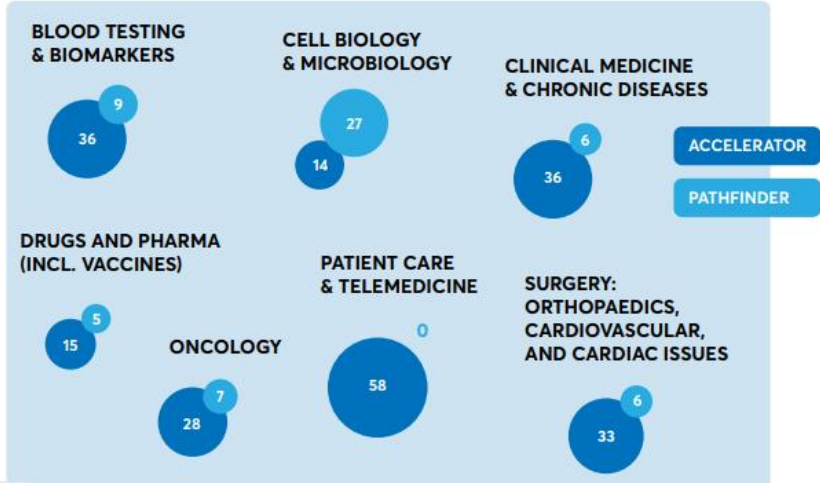 BLOOD TESTING
& BIOMARKERS
9
36
CELL BIOLOGY
& MICROBIOLOGY
27
14
CLINICAL MEDICINE
& CHRONIC DISEASES
6
36
ACCELERATOR
PATHFINDER
DRUGS AND PHARMA
(INCL. VACCINES)
5
15
ONCOLOGY
7
28
PATIENT CARE
& TELEMEDICINE
0
58
SURGERY:
ORTHOPAEDICS,
CARDIOVASCULAR,
AND CARDIAC ISSUES
6
33